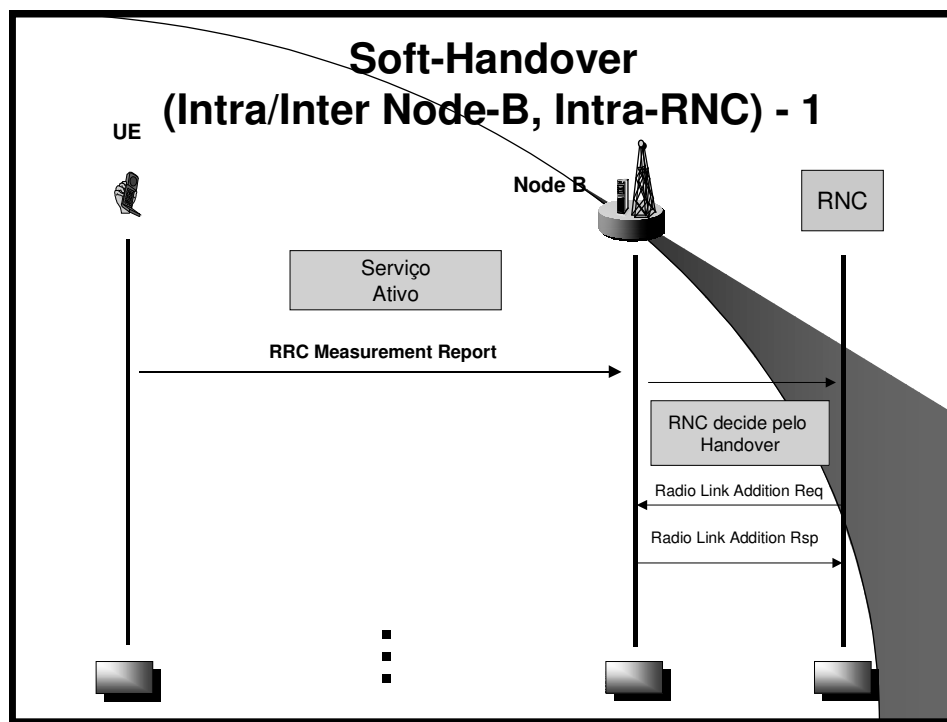 Soft-Handover
(Intra/Inter Node-B, Intra-RNC) - 1
UE
Node B
RNC
Serviço
Ativo
RRC Measurement Report
RNC decide pelo
Handover
Radio Link Addition Req
Radio Link Addition Rsp